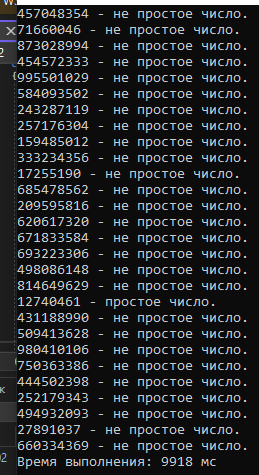 457048354 - не простое число.
71660046 - не простое число.
873028994 - не простое число.
454572333 - не простое число.
995501029 - не простое число.
584093502 - не простое число.
243287119 - не простое число.
257176304 - не простое число.
159485012 - не простое число.
333234356 - не простое число.
17255190 - не простое число.
685478562 - не простое число.
209595816 - не простое число.
620617320 - не простое число.
671833584 - не простое число.
693223306 - не простое число.
498086148 - не простое число.
814649629 - не простое число.
12740461 - простое число.
431188990 - не простое число.
509413628 - не простое число.
980410106 - не простое число.
750363386 - не простое число.
444502398 - не простое число.
252179343 - не простое число.
494932093 - не простое число.
27891037 - не простое число.
660334369 - не простое число.
Время выполнения: 9918 мс